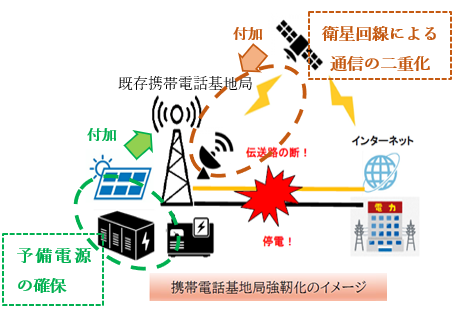 付加
衛星回線による
通信の二重化
既存携帯電話基地局
付加
伝送路の断！
インターネット
電力
停電！
予備電源
の確保
携帯電話基地局強靭化のイメージ